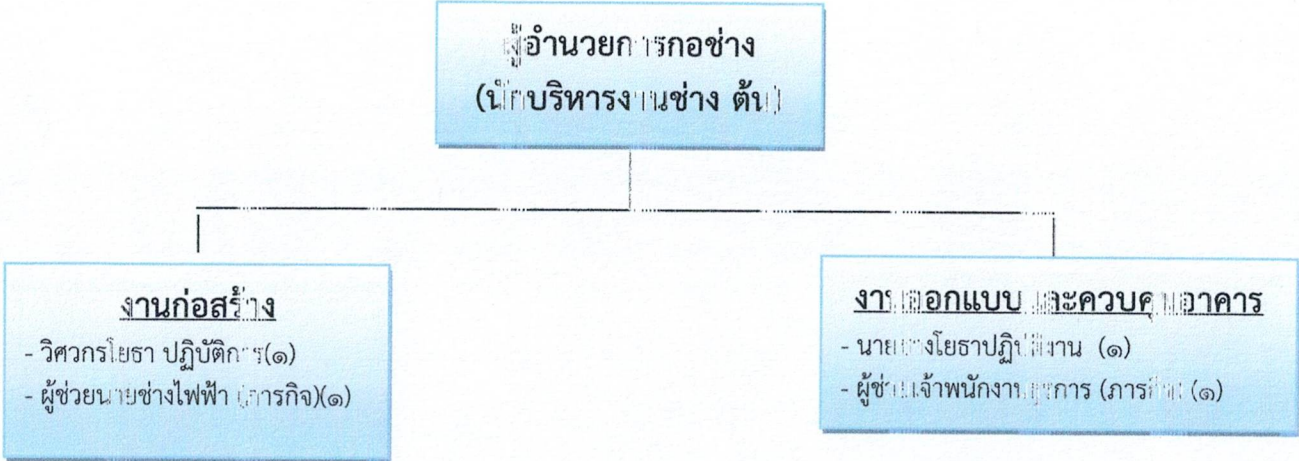 ผู้อำนวยการกอช่าง
(นักบริหารงานช่าง ต้น)
งานก่อสร้าง
- วิศวกรโยธา ปฏิบัติการ(๑)
- ผู้ช่วยนายช่างไฟฟ้า (ภารกิจ)(๑)
งานออกแบบและควบคุมอาคาร
- นายช่างโยธาปฏิบัติงาน (๑)
- ผู้ช่วยเจ้าพนักงานธุรการ (ภารกิจ) (๑)